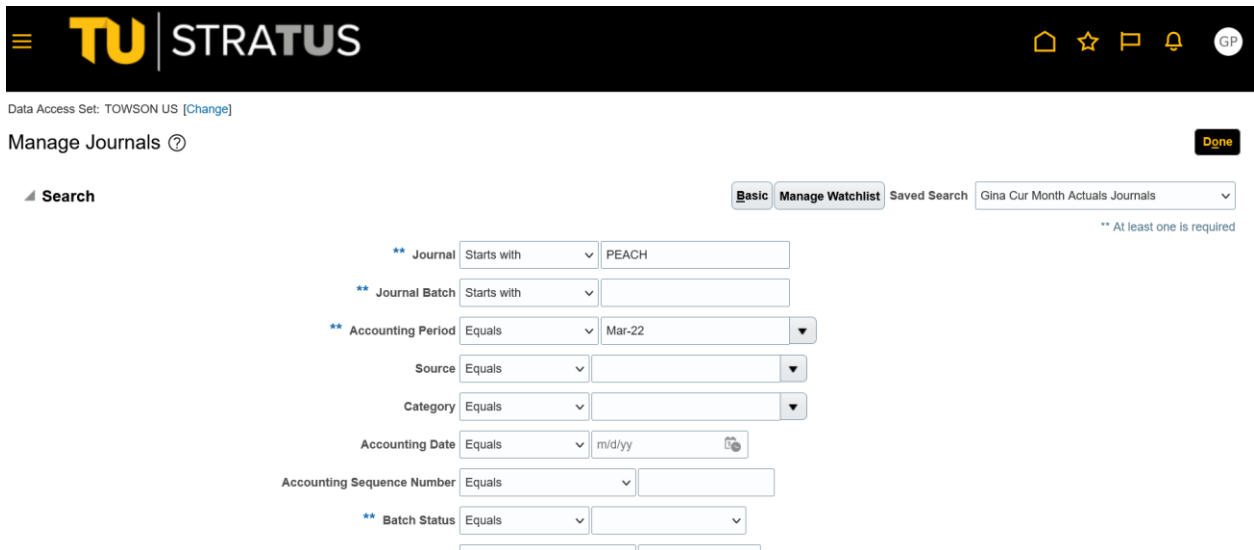 TU STRATUS
GP
Data Access Set: TOWSON US [Change]
Manage Journals ?
Done
Search
Basic Manage Watchlist Saved Search Gina Cur Month Actuals Journals
** At least one is required
** Journal Starts with PEACH
** Journal Batch Starts with
** Accounting Period Equals Mar-22
Source Equals
Category Equals
Accounting Date Equals m/d/yy
Accounting Sequence Number Equals
** Batch Status Equals